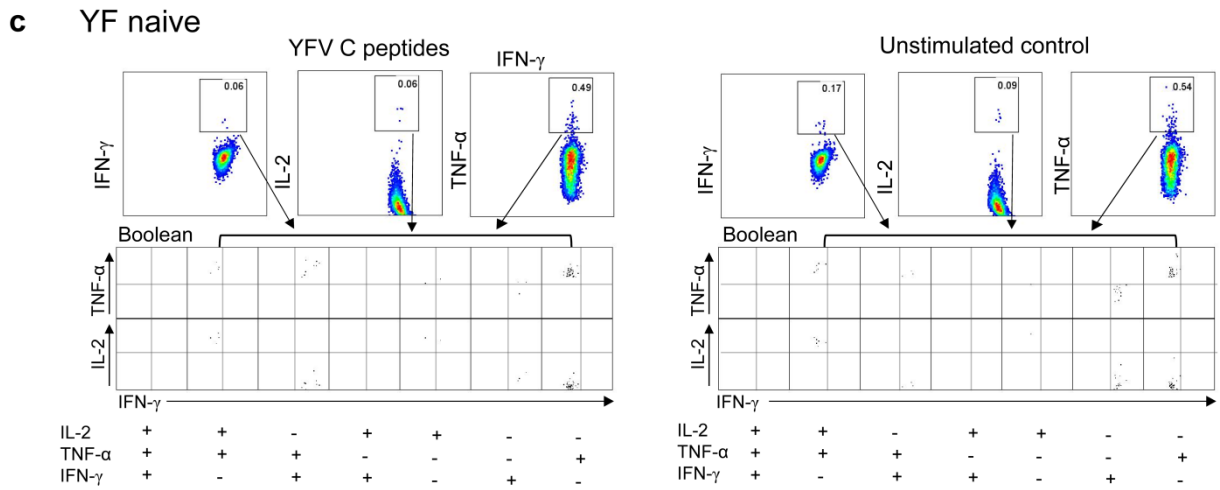 c YF naive
YFV C peptides
IFN-γ
0.06
0.06
0.49
IFN-γ
IL-2
TNF-α
Boolean
TNF-α
IL-2
IFN-γ
IL-2 + + - + + - -
TNF-α + + + - - - +
IFN-γ + - + + - + -
Unstimulated control
0.17
0.09
0.54
IFN-γ
IL-2
TNF-α
Boolean
TNF-α
IL-2
IFN-γ
IL-2 + + - + + - -
TNF-α + + + - - - +
IFN-γ + - + + - + -